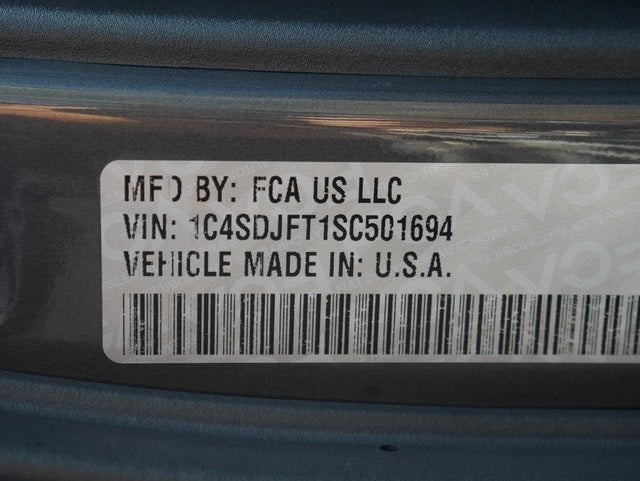 MFD BY: FCA US LLC
VIN: 1C4SDJFT1SC501694
VEHICLE MADE IN: U.S.A.